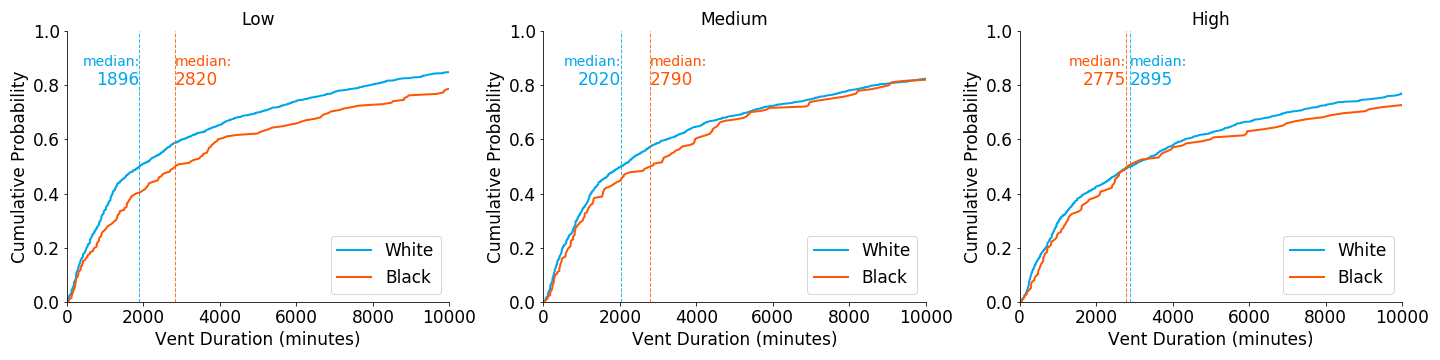 Low
1.0
0.8
0.6
0.4
0.2
0.0
Cumulative Probability
median:
1896
median:
2820
White
Black
0
2000
4000
6000
8000
10000
Vent Duration (minutes)
Medium
1.0
0.8
0.6
0.4
0.2
0.0
Cumulative Probability
median:
2020
median:
2790
White
Black
0
2000
4000
6000
8000
10000
Vent Duration (minutes)
High
1.0
0.8
0.6
0.4
0.2
0.0
Cumulative Probability
median:
2775
median:
2895
White
Black
0
2000
4000
6000
8000
10000
Vent Duration (minutes)